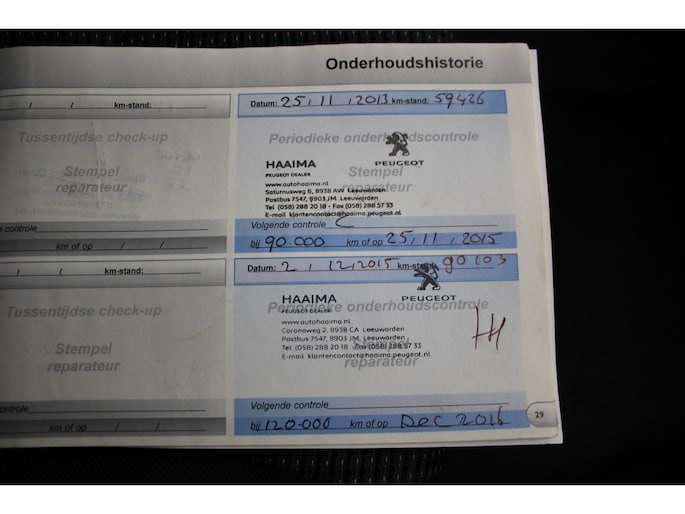 Onderhoudshistorie
/ / km-stand:
Tussentijdse check-up
Stempel
reparateur
controle
km of op / /
Datum: 25, 11, 2013 km-stand: 59426
Periodieke onderhoudscontrole
HAAIMA PEUGEOT
PEUGEOT DEALER
Stempel
reparateur
www.autohaaima.nl
Saturnusweg 6, 8938 AW Leeuwarden
Postbus 7547, 8903 JM Leeuwarden
Tel (058) 288 20 18 - Fax (058) 288 57 33
E-mail klantencontact@haaima.peugeot.nl
Volgende controle C
bij 90.000 km of op 25, 11, 2015
/ / km-stand:
Tussentijdse check-up
Stempel
reparateur
controle
km of op / /
Datum: 2, 12, 2015 km-stand: 90103
Periodieke onderhoudscontrole
HAAIMA PEUGEOT
PEUGEOT DEALER
www.autohaaima.nl
Coronaweg 2, 8938 CA Leeuwarden
Postbus 7547, 8903 JM Leeuwarden
Tel (058) 288 20 18 Fax (058) 288 57 33
E-mail klantencontact@haaima.peugeot.nl
reparateur
Volgende controle
bij 120.000 km of op Dec 2016
29